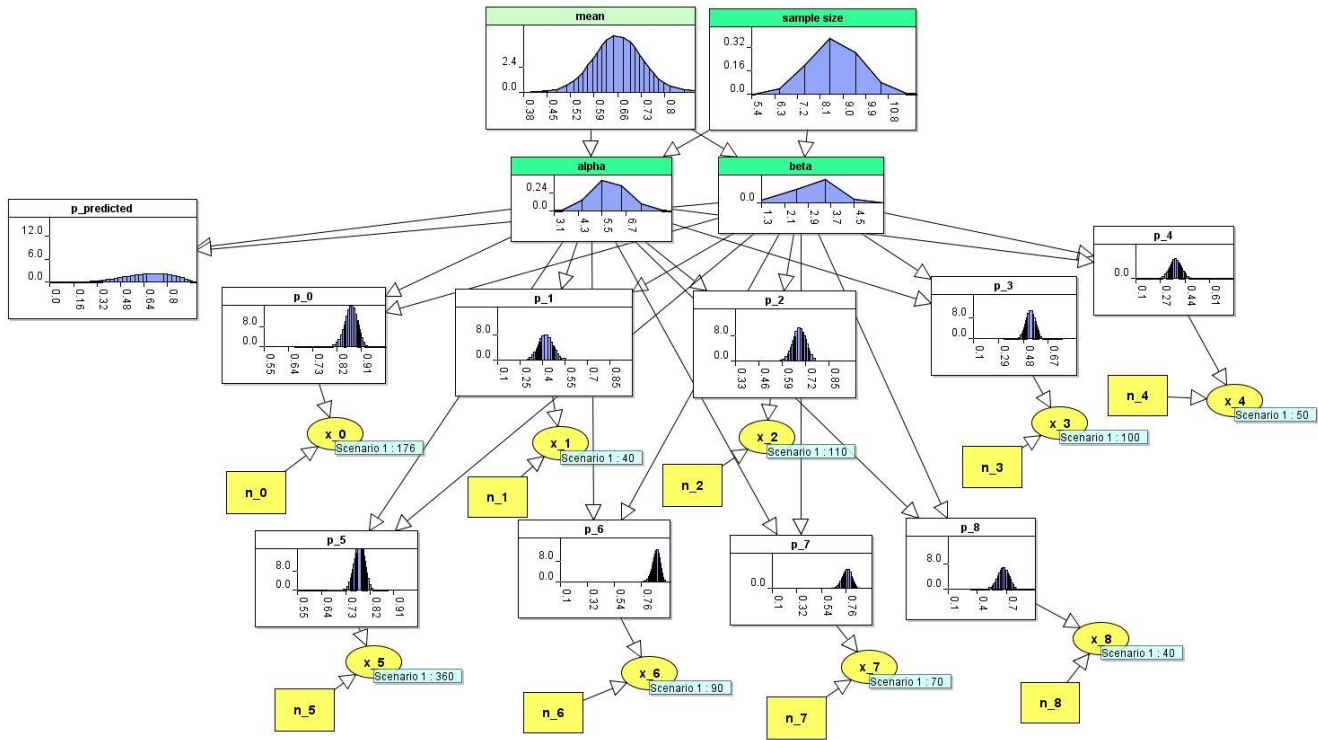 mean
2.4
0.0
0.38
0.45
0.52
0.59
0.66
0.73
0.8
sample size
0.32
0.16
0.0
5.4
6.3
7.2
8.1
9.0
9.9
10.8
alpha
0.24
0.0
3.1
4.3
5.5
6.7
beta
0.0
1.3
2.1
2.9
3.7
4.5
p_predicted
12.0
6.0
0.0
0.0
0.16
0.32
0.48
0.64
0.8
p_4
0.0
0.1
0.27
0.44
0.61
p_0
8.0
0.0
0.55
0.64
0.73
0.82
0.91
p_1
8.0
0.0
0.1
0.25
0.4
0.55
0.7
0.85
p_2
8.0
0.0
0.33
0.46
0.59
0.72
0.85
p_3
8.0
0.0
0.1
0.29
0.48
0.67
n_4
x_4
Scenario 1 : 50
x_0
Scenario 1 : 176
x_1
Scenario 1 : 40
x_2
Scenario 1 : 110
x_3
Scenario 1 : 100
n_0
n_1
n_2
n_3
p_5
8.0
0.0
0.55
0.64
0.73
0.82
0.91
p_6
8.0
0.0
0.1
0.32
0.54
0.76
p_7
0.0
0.1
0.32
0.54
0.76
p_8
8.0
0.0
0.1
0.4
0.7
x_5
Scenario 1 : 360
x_6
Scenario 1 : 90
x_7
Scenario 1 : 70
x_8
Scenario 1 : 40
n_5
n_6
n_7
n_8